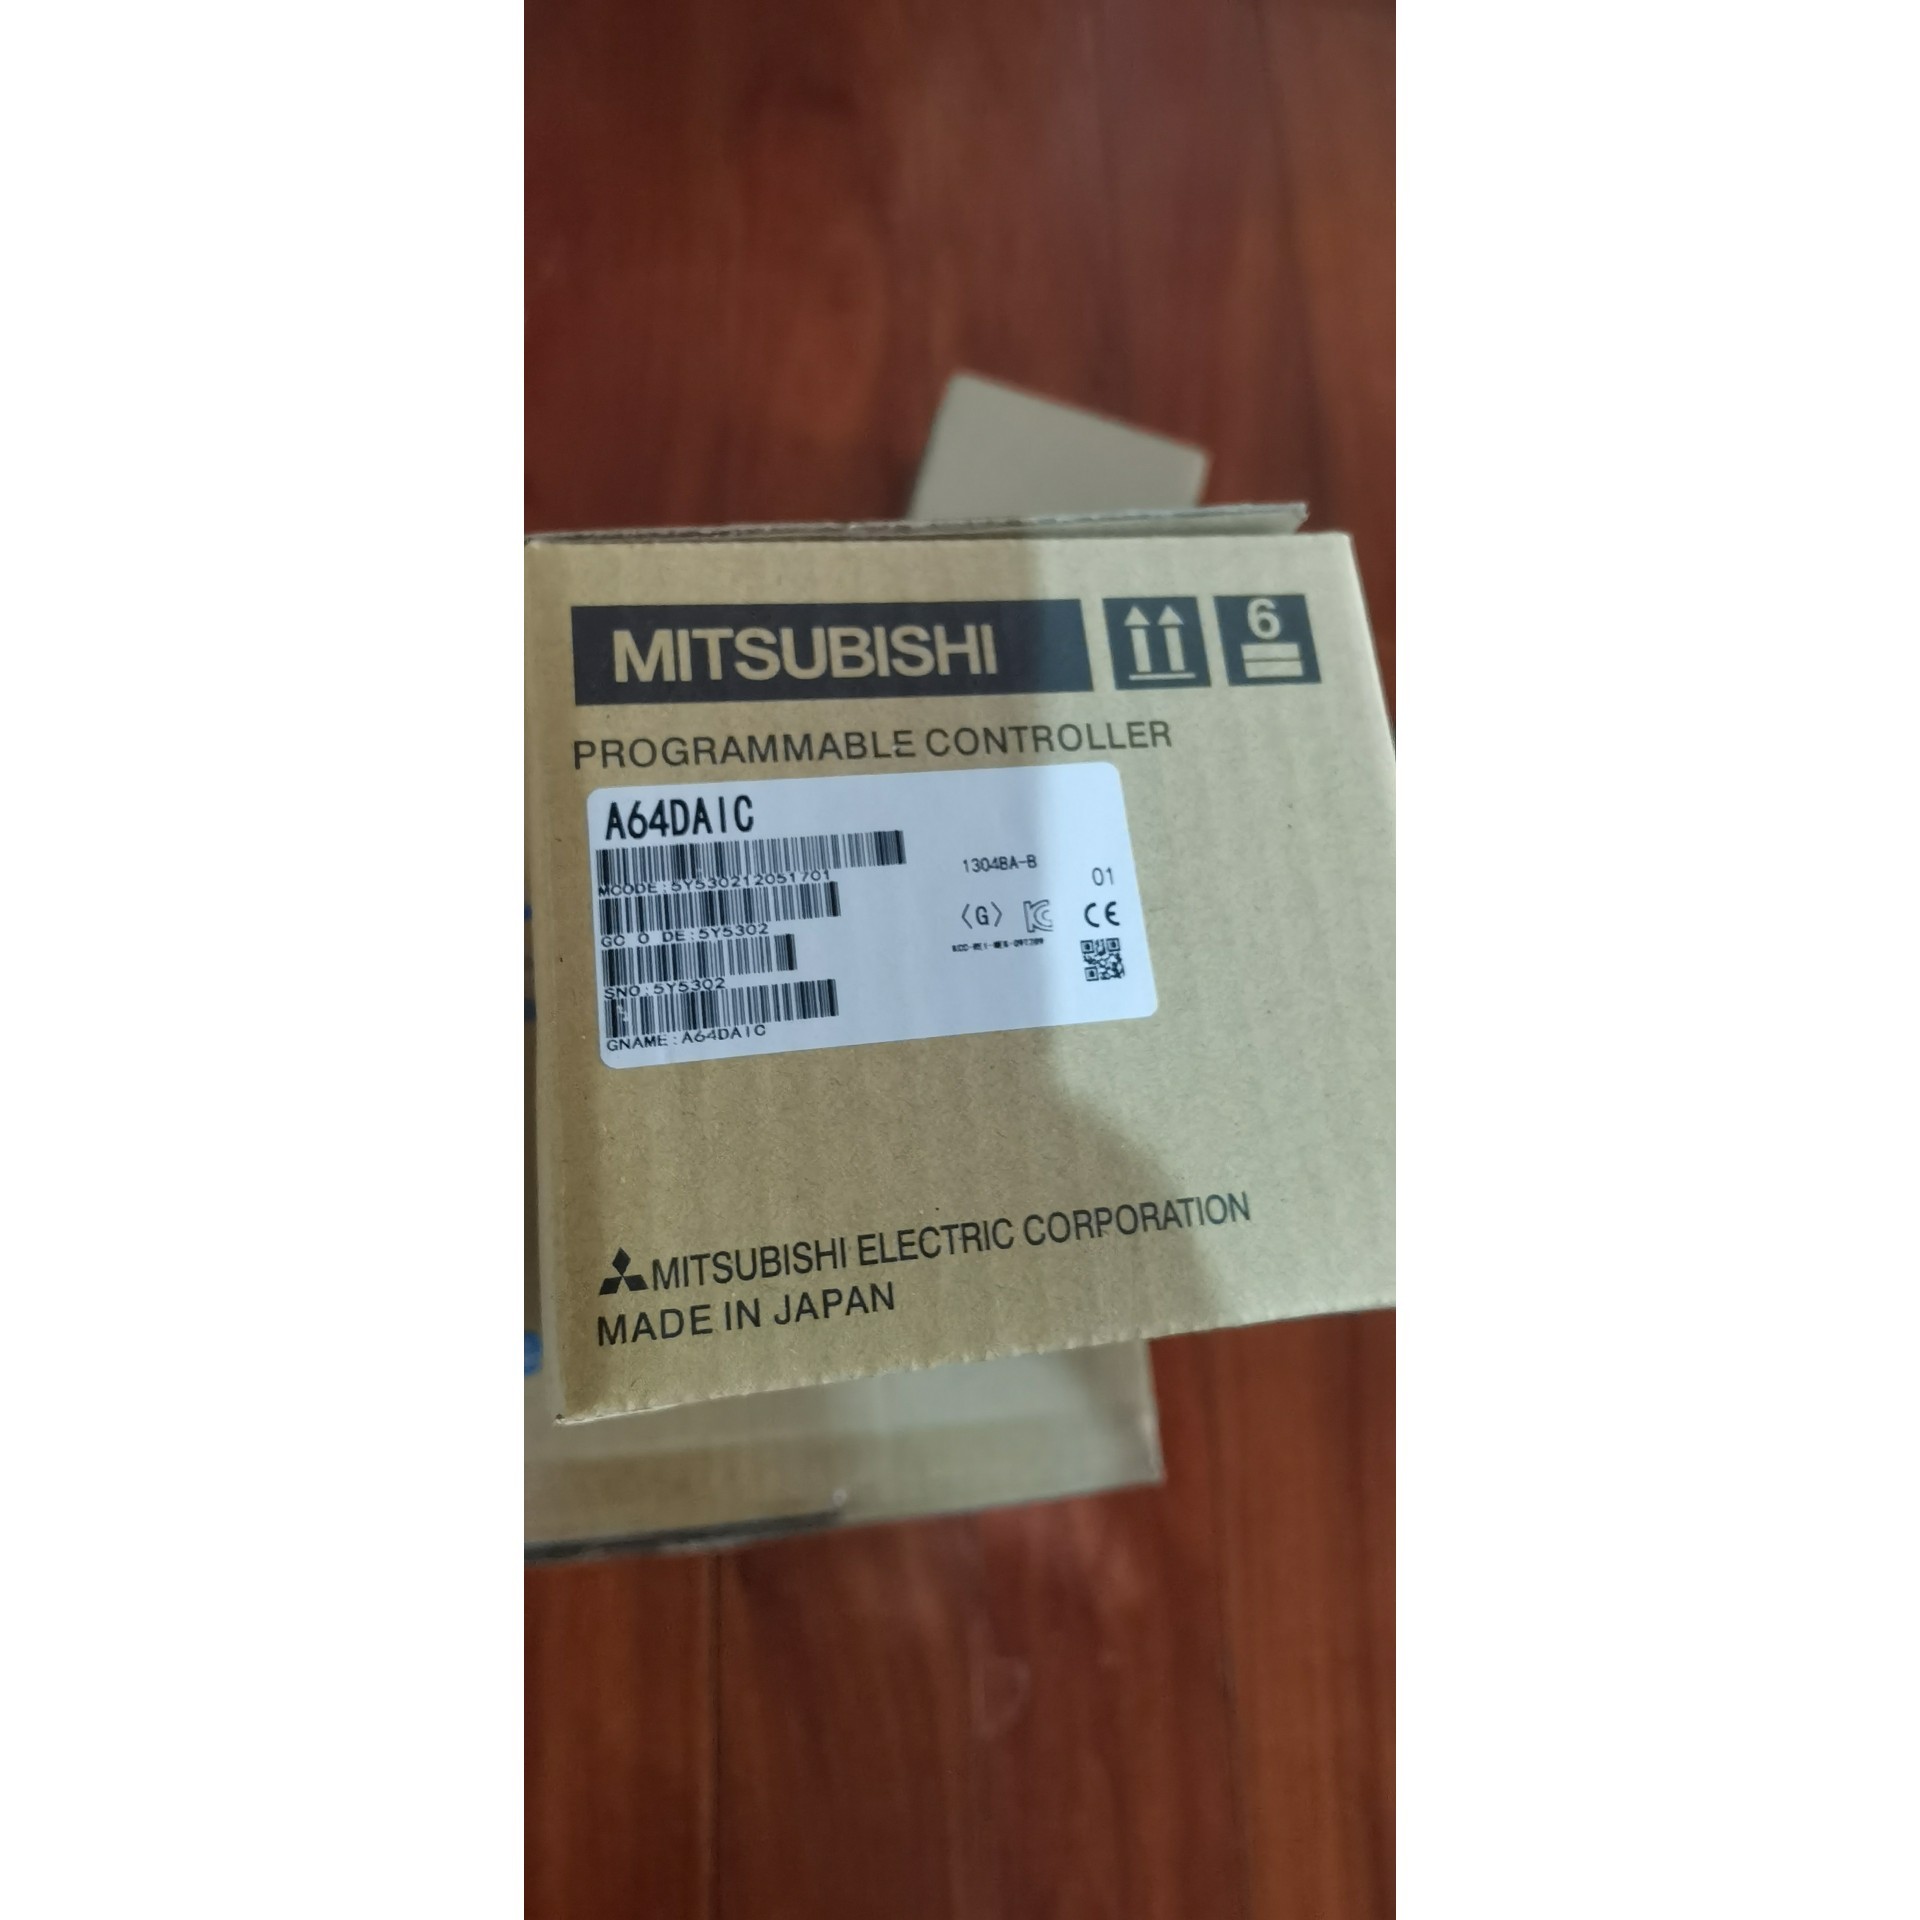 MITSUBISHI
6
PROGRAMMABLE CONTROLLER
A64DAIC
1304BA-B
01
MCODE:5Y530212051701
GC O DE:5Y5302
<G> CE
SNO:5Y5302
GNAME:A64DAIC
MITSUBISHI ELECTRIC CORPORATION
MADE IN JAPAN